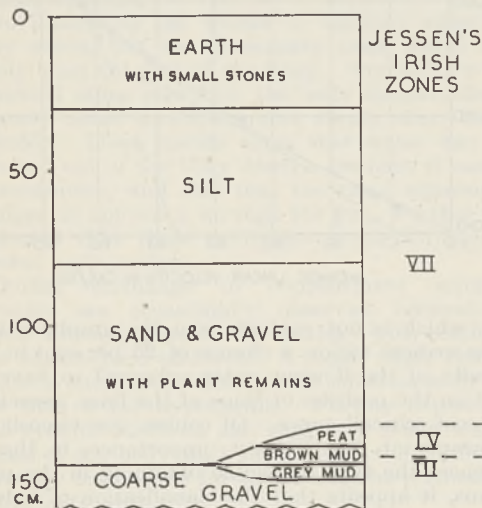 0
EARTH
WITH SMALL STONES
JESSEN'S
IRISH
ZONES
50
SILT
VII
100
SAND & GRAVEL
WITH PLANT REMAINS
PEAT
IV
BROWN MUD
III
GREY MUD
150
CM.
COARSE
GRAVEL